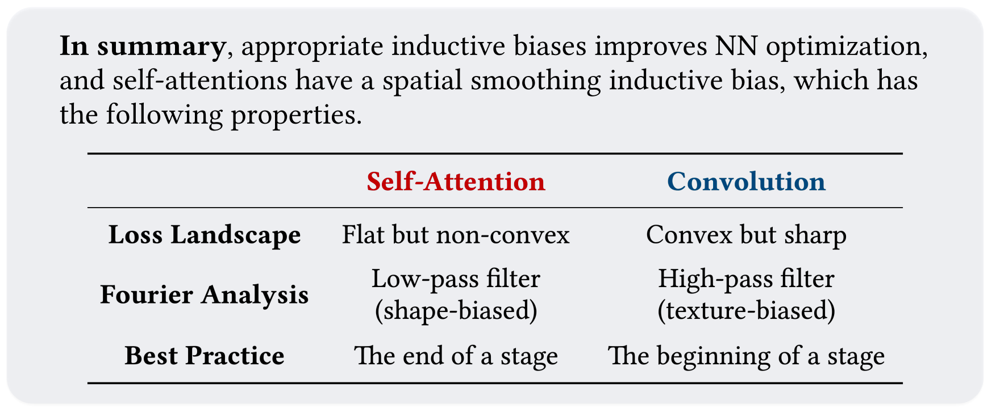 In summary, appropriate inductive biases improves NN optimization,
and self-attentions have a spatial smoothing inductive bias, which has
the following properties.
Self-Attention Convolution
Loss Landscape Flat but non-convex Convex but sharp
Fourier Analysis Low-pass filter (shape-biased) High-pass filter (texture-biased)
Best Practice The end of a stage The beginning of a stage